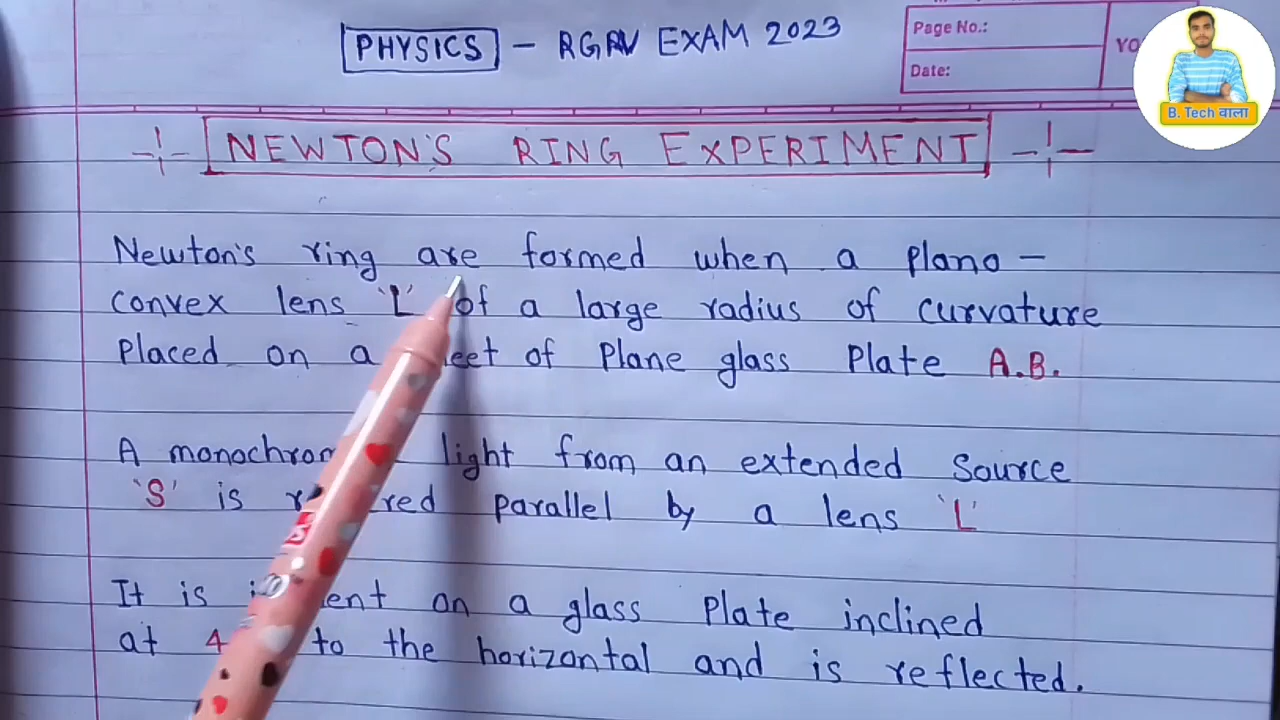 PHYSICS - RGPV EXAM 2023
Page No.:
Date:
YO
B. Tech वाला
NEWTON'S RING EXPERIMENT
Newton's ring are formed when a plano -
convex lens 'L' of a large radius of curvature
Placed on a eet of Plane glass Plate A.B.
A monochrom light from an extended Source
'S' is r red parallel by a lens 'L'
It is i ent on a glass Plate inclined
at 4 to the horizontal and is reflected.